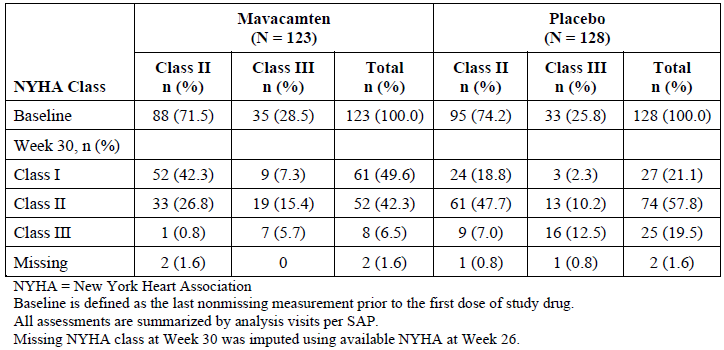 Mavacamten Placebo
(N = 123) (N = 128)
Class II Class III Total Class II Class III Total
NYHA Class n (%) n (%) n (%) n (%) n (%) n (%)
Baseline 88 (71.5) 35 (28.5) 123 (100.0) 95 (74.2) 33 (25.8) 128 (100.0)
Week 30, n (%)
Class I 52 (42.3) 9 (7.3) 61 (49.6) 24 (18.8) 3 (2.3) 27 (21.1)
Class II 33 (26.8) 19 (15.4) 52 (42.3) 61 (47.7) 13 (10.2) 74 (57.8)
Class III 1 (0.8) 7 (5.7) 8 (6.5) 9 (7.0) 16 (12.5) 25 (19.5)
Missing 2 (1.6) 0 2 (1.6) 1 (0.8) 1 (0.8) 2 (1.6)
NYHA = New York Heart Association
Baseline is defined as the last nonmissing measurement prior to the first dose of study drug.
All assessments are summarized by analysis visits per SAP.
Missing NYHA class at Week 30 was imputed using available NYHA at Week 26.